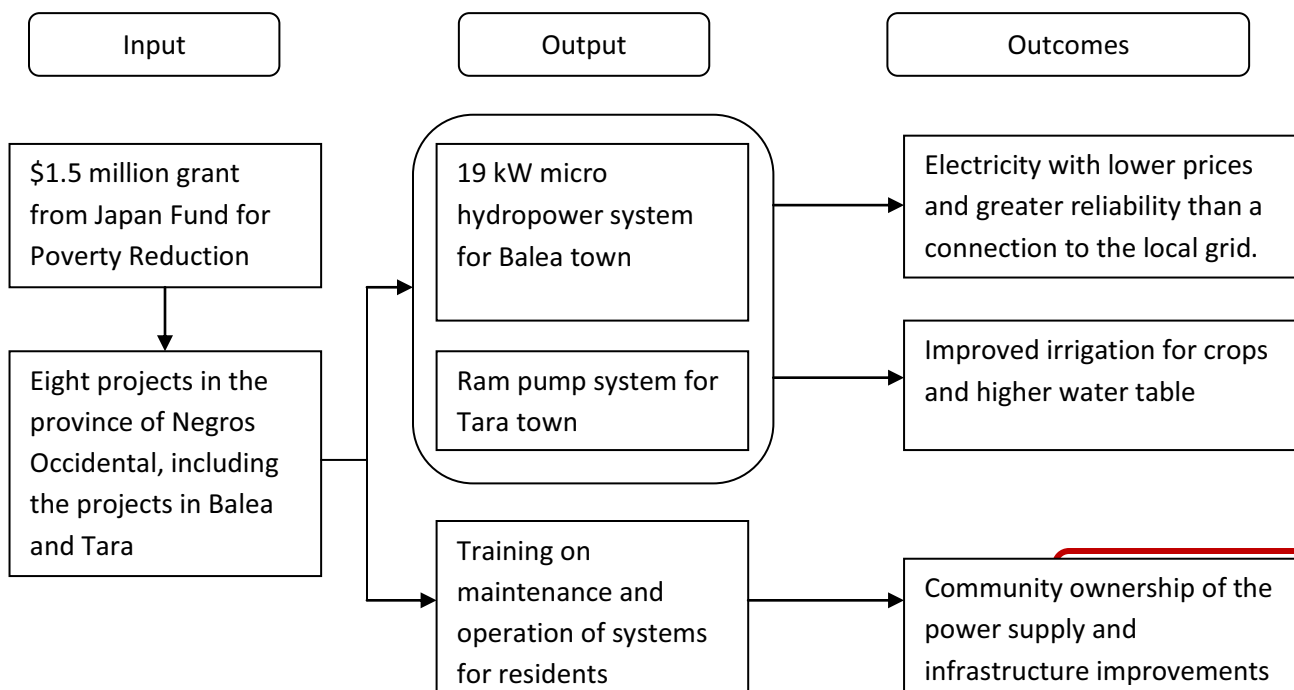 Input
Output
Outcomes
$1.5 million grant
from Japan Fund for
Poverty Reduction
Eight projects in the
province of Negros
Occidental, including
the projects in Balea
and Tara
19 kW micro
hydropower system
for Balea town
Ram pump system for
Tara town
Training on
maintenance and
operation of systems
for residents
Electricity with lower prices
and greater reliability than a
connection to the local grid.
Improved irrigation for crops
and higher water table
Community ownership of the
power supply and
infrastructure improvements